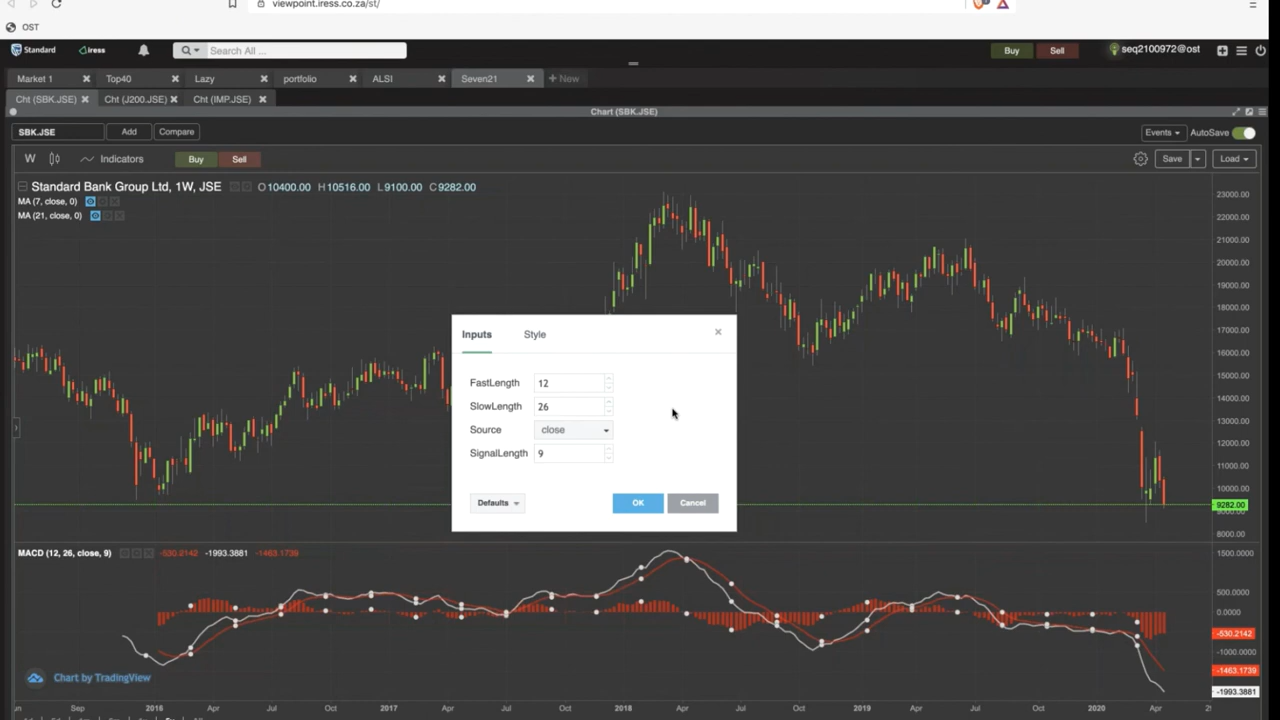 viewpoint.iress.co.za/st/
OST
Standard iress Search All ... Buy Sell seq2100972@ost
Market 1 Top40 Lazy portfolio ALSI Seven21 New
Cht (SBK.JSE) Cht (J200.JSE) Cht (IMP.JSE)
Chart (SBK.JSE)
SBK.JSE Add Compare Events AutoSave
W Indicators Buy Sell Save Load
Standard Bank Group Ltd, 1W, JSE O10400.00 H10516.00 L9100.00 C9282.00
MA (7, close, 0)
MA (21, close, 0)
23000.00
22000.00
21000.00
20000.00
19000.00
18000.00
17000.00
16000.00
15000.00
14000.00
13000.00
12000.00
11000.00
10000.00
9282.00
8000.00
Inputs Style
FastLength 12
SlowLength 26
Source close
SignalLength 9
Defaults OK Cancel
MACD (12, 26, close, 9) -530.2142 -1993.3881 -1463.1739
1500.0000
500.0000
0.0000
-530.2142
-1000.0000
-1463.1739
-1993.3881
Chart by TradingView
Sep 2016 Apr Jul Oct 2017 Apr Jul Oct 2018 Apr Jul Oct 2019 Apr Jul Oct 2020 Apr